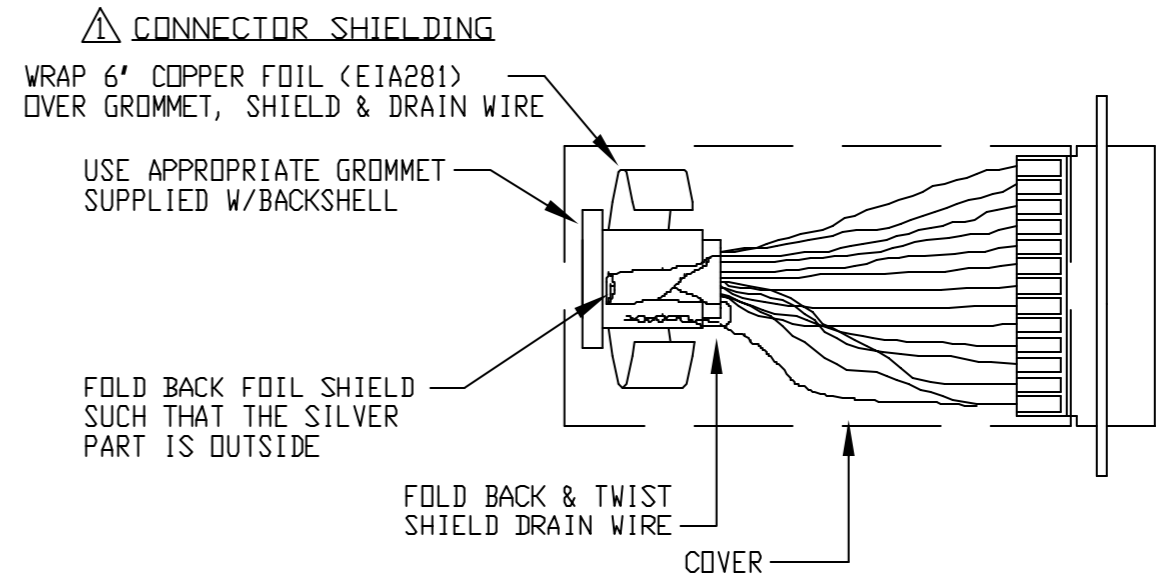 1 CONNECTOR SHIELDING
WRAP 6' COPPER FOIL (EIA281)
OVER GROMMET, SHIELD & DRAIN WIRE
USE APPROPRIATE GROMMET
SUPPLIED W/BACKSHELL
FOLD BACK FOIL SHIELD
SUCH THAT THE SILVER
PART IS OUTSIDE
FOLD BACK & TWIST
SHIELD DRAIN WIRE
COVER